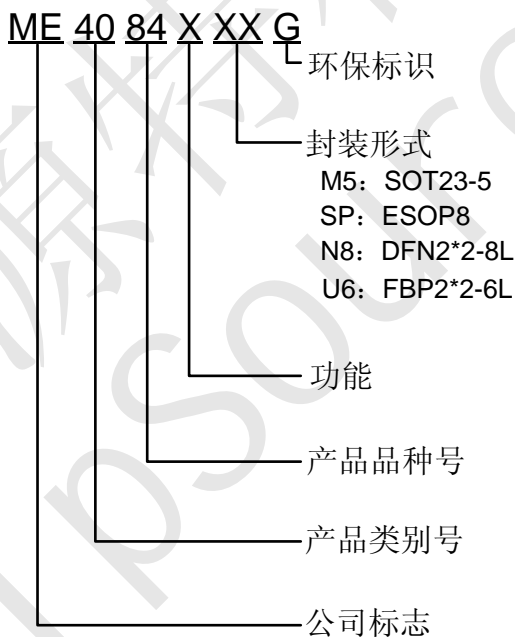 ME 40 84 X XX G
环保标识
封装形式
M5：SOT23-5
SP：ESOP8
N8：DFN2*2-8L
U6：FBP2*2-6L
功能
产品品种号
产品类别号
公司标志